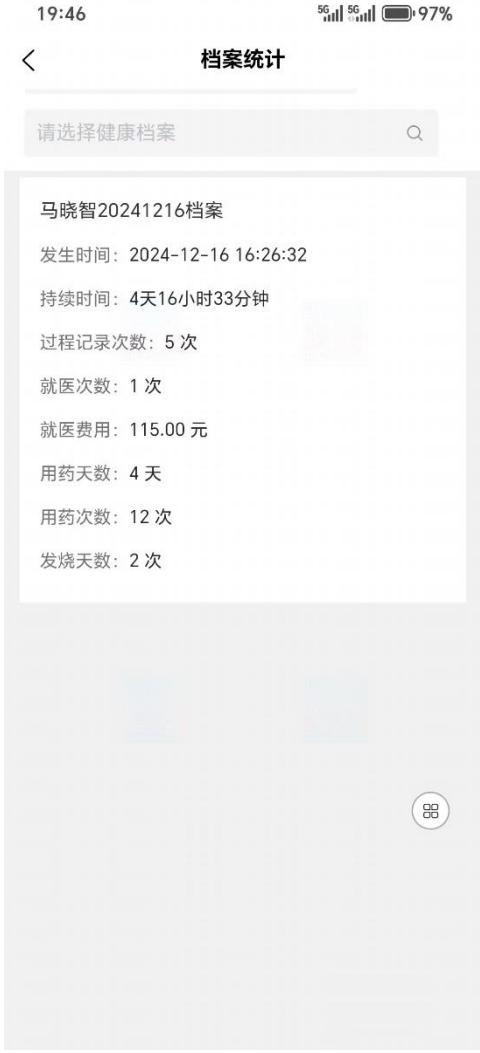 19:46 5G 5G 97%
档案统计
请选择健康档案
马晓智20241216档案
发生时间：2024-12-16 16:26:32
持续时间：4天16小时33分钟
过程记录次数：5 次
就医次数：1 次
就医费用：115.00 元
用药天数：4 天
用药次数：12 次
发烧天数：2 次